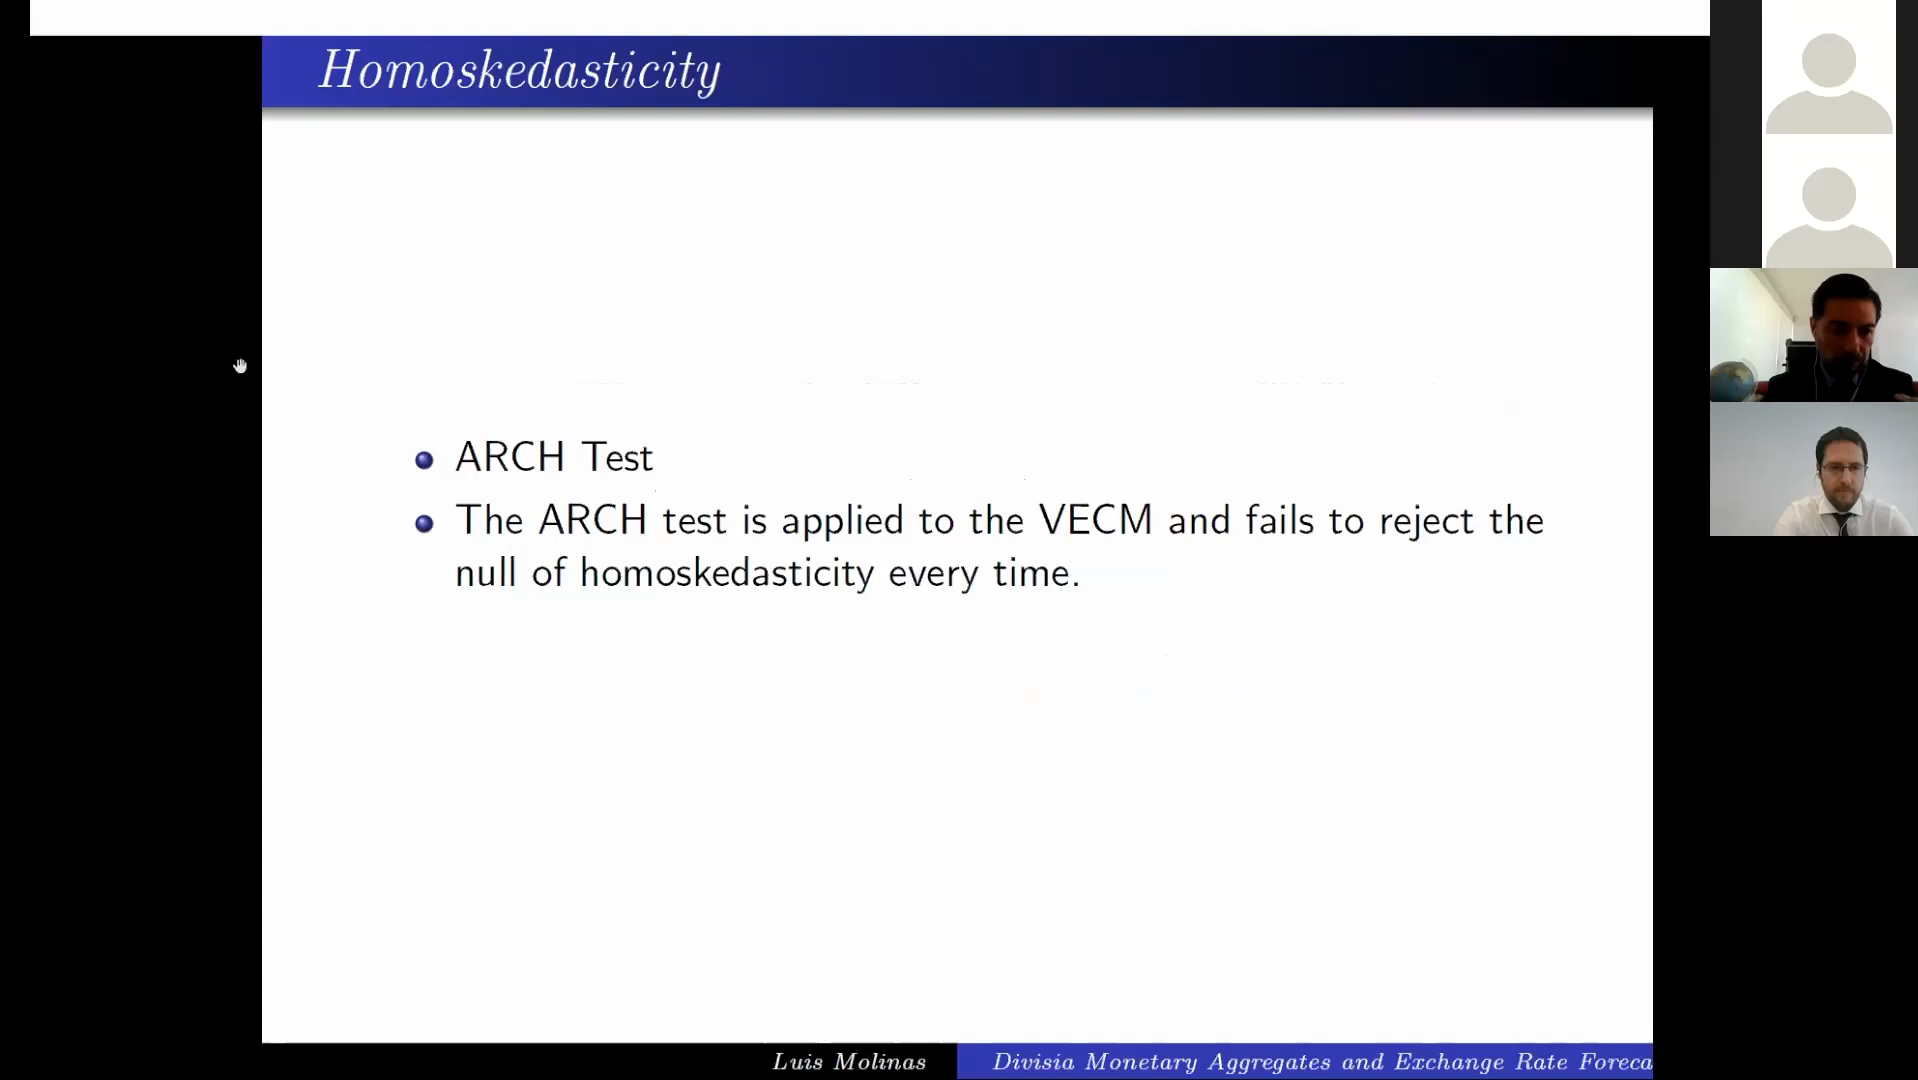 Homoskedasticity
ARCH Test
The ARCH test is applied to the VECM and fails to reject the
null of homoskedasticity every time.
Luis Molinas
Divisia Monetary Aggregates and Exchange Rate Foreca